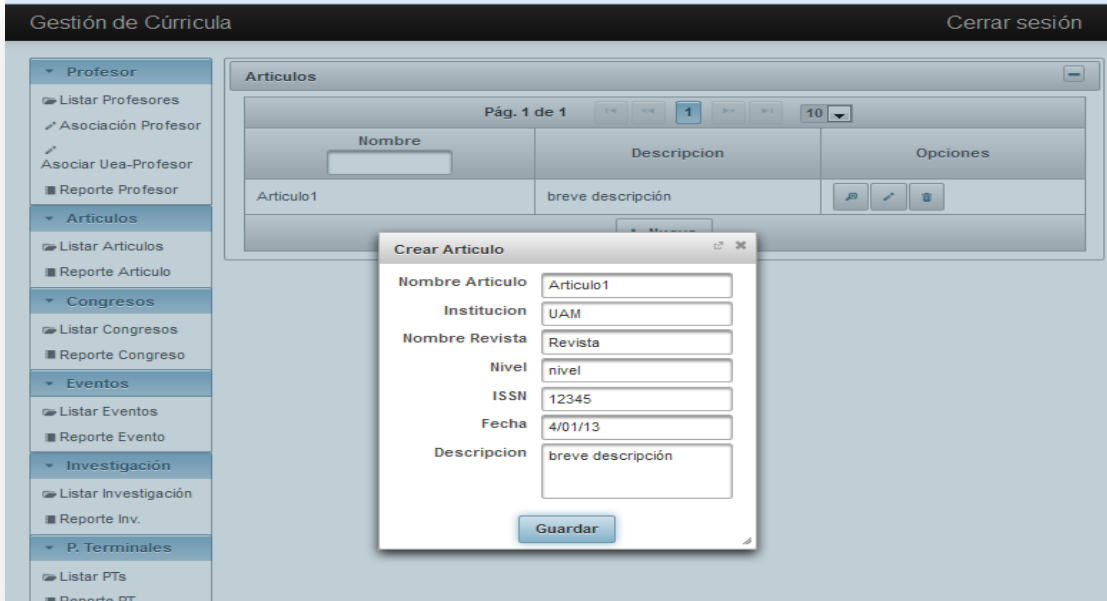 Gestión de Cúrricula
Cerrar sesión
Profesor
Listar Profesores
Asociación Profesor
Asociar Uea-Profesor
Reporte Profesor
Articulos
Listar Articulos
Reporte Articulo
Congresos
Listar Congresos
Reporte Congreso
Eventos
Listar Eventos
Reporte Evento
Investigación
Listar Investigación
Reporte Inv.
P. Terminales
Listar PTs
Reporte PT
Articulos
Pág. 1 de 1 1 10
Nombre Descripcion Opciones
Articulo1 breve descripción
Crear Articulo
Nombre Articulo Articulo1
Institucion UAM
Nombre Revista Revista
Nivel nivel
ISSN 12345
Fecha 4/01/13
Descripcion breve descripción
Guardar